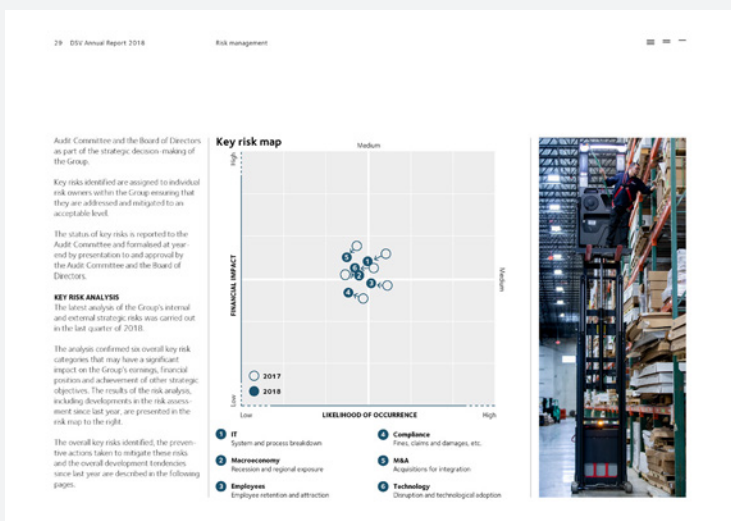 29 DSV Annual Report 2018
Risk management
Audit Committee and the Board of Directors
as part of the strategic decision-making of
the Group.
Key risks identified are assigned to individual
risk owners within the Group ensuring that
they are addressed and mitigated to an
acceptable level.
The status of key risks is reported to the
Audit Committee and formalised at year-
end by presentation to and approval by
the Audit Committee and the Board of
Directors.
KEY RISK ANALYSIS
The latest analysis of the Group's internal
and external strategic risks was carried out
in the last quarter of 2018.
The analysis confirmed six overall key risk
categories that may have a significant
impact on the Group's earnings, financial
position and achievement of other strategic
objectives. The results of the risk analysis,
including developments in the risk assess-
ment since last year, are presented in the
risk map to the right.
The overall key risks identified, the preven-
tive actions taken to mitigate these risks
and the overall development tendencies
since last year are described in the following
pages.
Key risk map
Medium
High
FINANCIAL IMPACT
Low
Medium
5
1
6
2
3
4
2017
2018
Low
LIKELIHOOD OF OCCURRENCE
High
1 IT
System and process breakdown
2 Macroeconomy
Recession and regional exposure
3 Employees
Employee retention and attraction
4 Compliance
Fines, claims and damages, etc.
5 M&A
Acquisitions for integration
6 Technology
Disruption and technological adoption